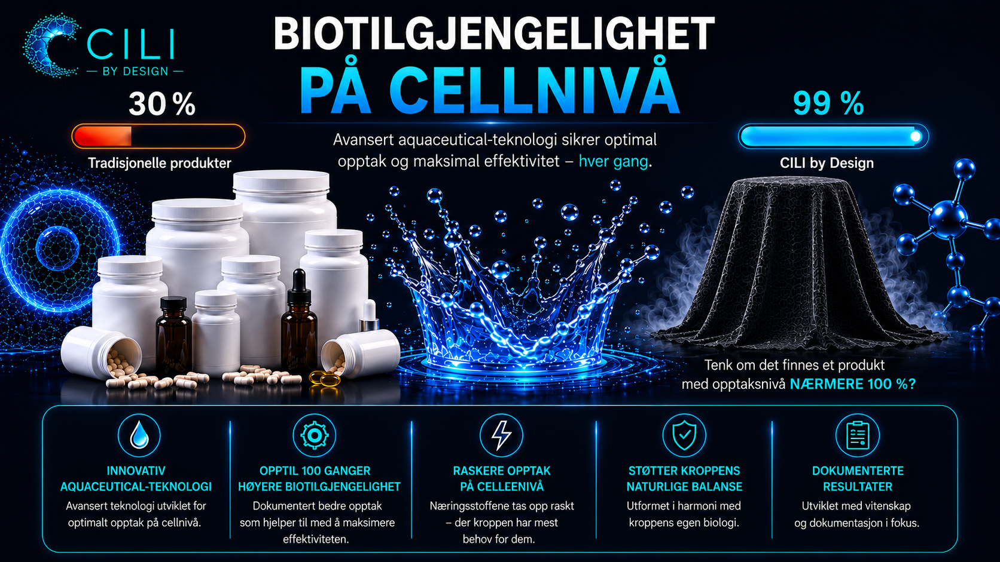 CILI
BY DESIGN
BIOTILGJENGELIGHET
PÅ CELLNIVÅ
Avansert aquaceutical-teknologi sikrer optimal
opptak og maksimal effektivitet – hver gang.
30 %
Tradisjonelle produkter
99 %
CILI by Design
Tenk om det finnes et produkt
med opptaksnivå NÆRMERE 100 %?
INNOVATIV
AQUACEUTICAL-TEKNOLOGI
Avansert teknologi utviklet for
optimalt opptak på cellnivå.
OPPTIL 100 GANGER
HØYERE BIOTILGJENGELIGHET
Dokumentert bedre opptak
som hjelper til med å maksimere
effektiviteten.
RASKERE OPPTAK
PÅ CELLEENIVÅ
Næringsstoffene tas opp raskt
– der kroppen har mest
behov for dem.
STØTTER KROPPENS
NATURLIGE BALANSE
Utformet i harmoni med
kroppens egen biologi.
DOKUMENTERTE
RESULTATER
Utviklet med vitenskap
og dokumentasjon i fokus.